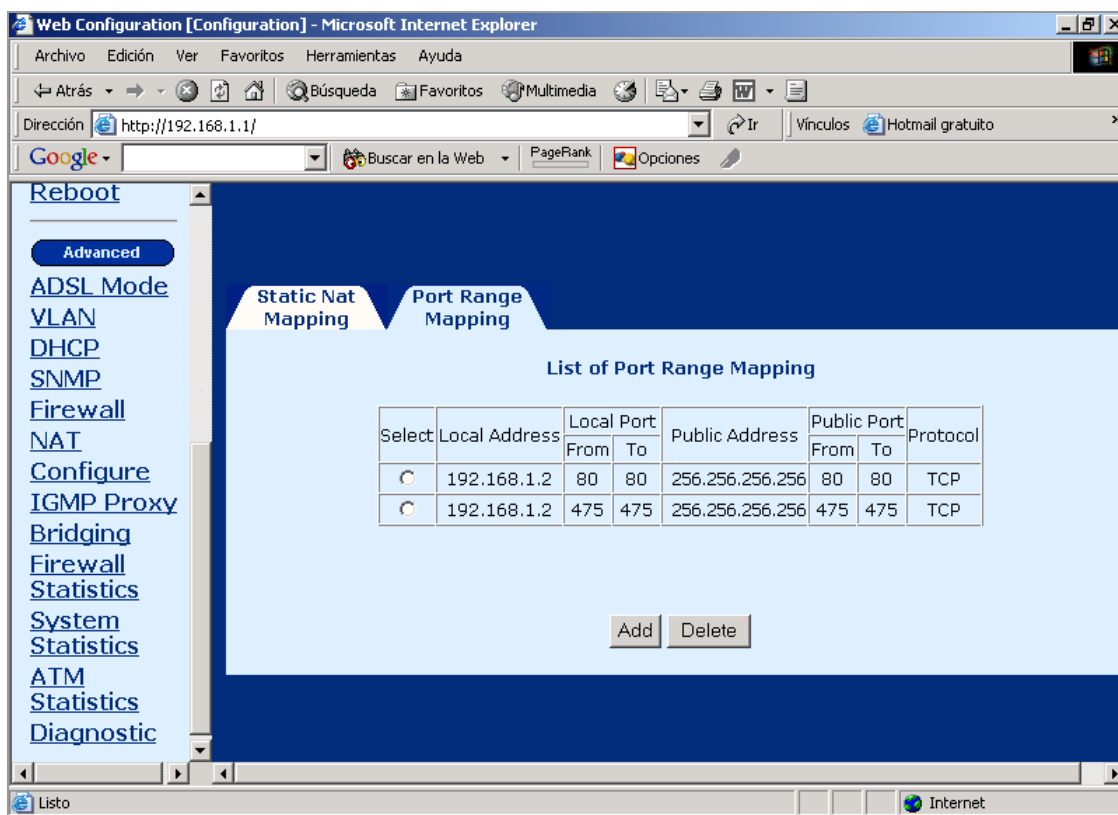 Web Configuration [Configuration] - Microsoft Internet Explorer
Archivo Edición Ver Favoritos Herramientas Ayuda
Atrás Búsqueda Favoritos Multimedia
Dirección http://192.168.1.1/ Ir Vínculos Hotmail gratuito
Google Buscar en la Web PageRank Opciones
Reboot
Advanced
ADSL Mode
VLAN
DHCP
SNMP
Firewall
NAT
Configure
IGMP Proxy
Bridging
Firewall
Statistics
System
Statistics
ATM
Statistics
Diagnostic
Static Nat
Mapping
Port Range
Mapping
List of Port Range Mapping
Select Local Address Local Port Public Address Public Port Protocol
From To From To
192.168.1.2 80 80 256.256.256.256 80 80 TCP
192.168.1.2 475 475 256.256.256.256 475 475 TCP
Add Delete
Listo Internet